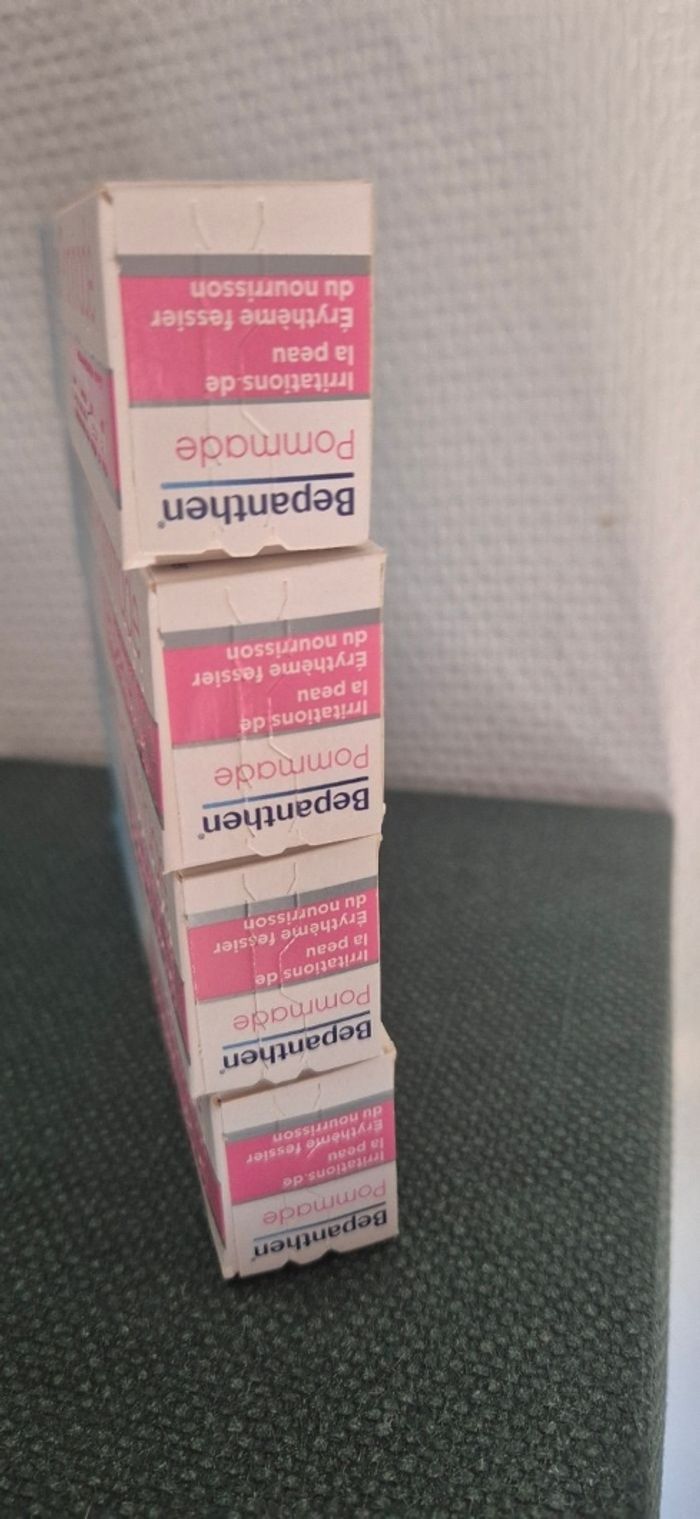 Bepanthen®
Pommade
Irritations de
la peau
Érythème fessier
du nourrisson
Bepanthen®
Pommade
Irritations de
la peau
Érythème fessier
du nourrisson
Bepanthen®
Pommade
Irritations de
la peau
Érythème fessier
du nourrisson
Bepanthen®
Pommade
Irritations de
la peau
Érythème fessier
du nourrisson